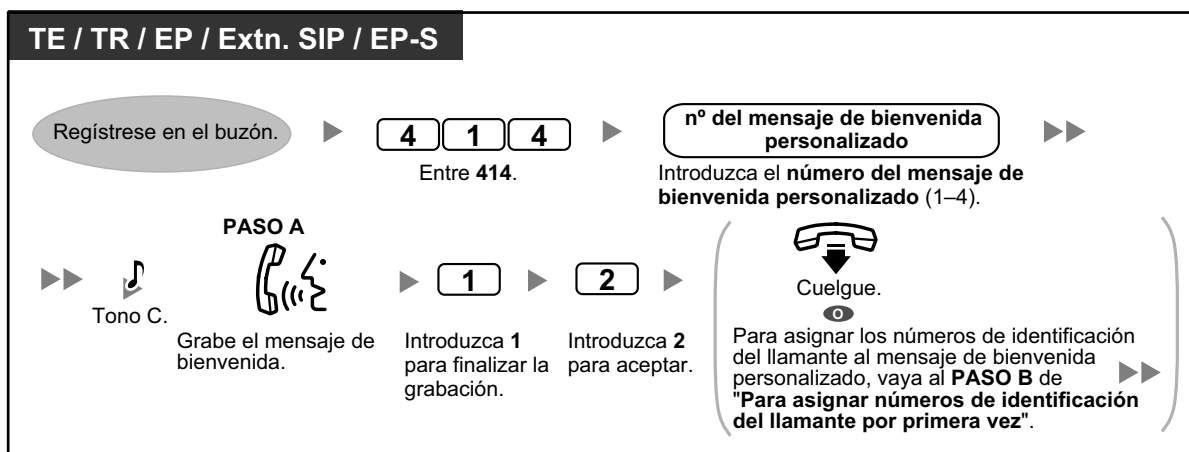 TE / TR / EP / Extn. SIP / EP-S
Regístrese en el buzón.
4 1 4
Entre 414.
nº del mensaje de bienvenida
personalizado
Introduzca el número del mensaje de
bienvenida personalizado (1–4).
Tono C.
PASO A
Grabe el mensaje de
bienvenida.
1
Introduzca 1
para finalizar la
grabación.
2
Introduzca 2
para aceptar.
Cuelgue.
O
Para asignar los números de identificación
del llamante al mensaje de bienvenida
personalizado, vaya al PASO B de
"Para asignar números de identificación
del llamante por primera vez".